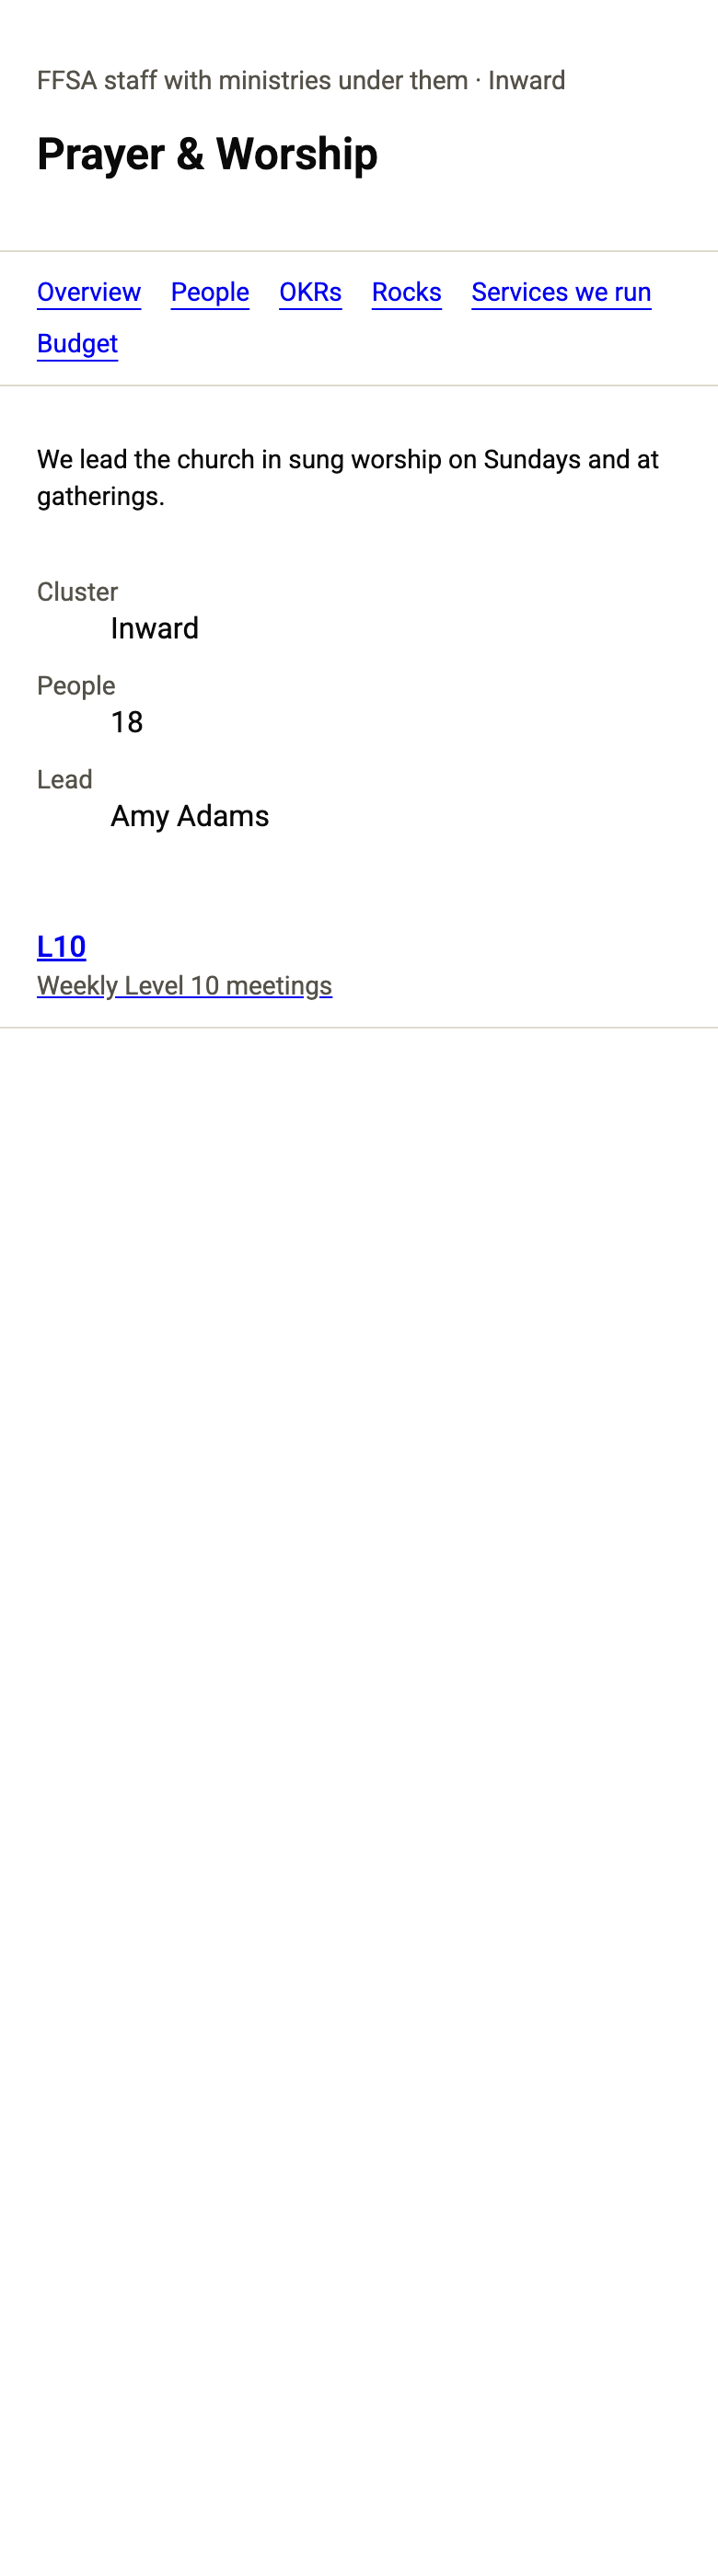 FFSA staff with ministries under them · Inward
Prayer & Worship
Overview People OKRs Rocks Services we run
Budget
We lead the church in sung worship on Sundays and at
gatherings.
Cluster
Inward
People
18
Lead
Amy Adams
L10
Weekly Level 10 meetings